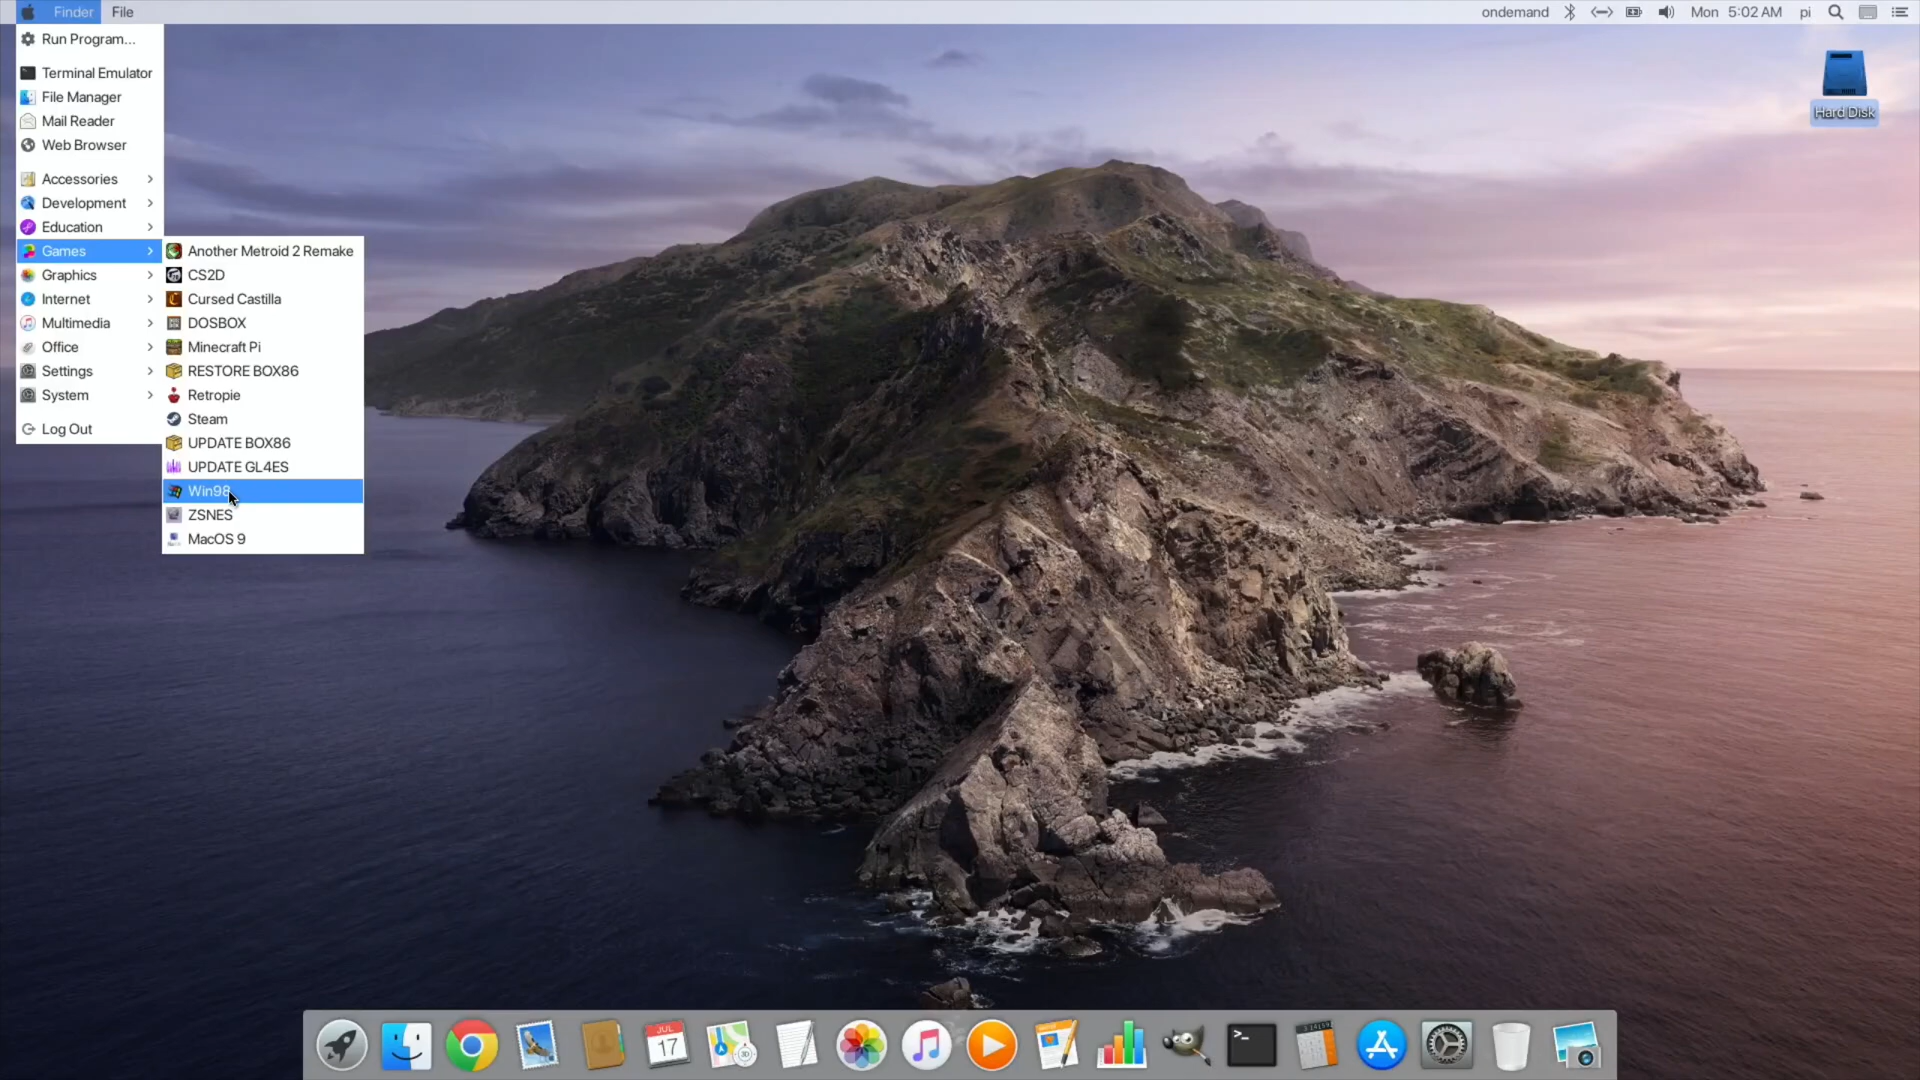 Finder File ondemand Mon 5:02 AM pi
Run Program...
Terminal Emulator
File Manager
Mail Reader
Web Browser
Accessories
Development
Education
Games
Graphics
Internet
Multimedia
Office
Settings
System
Log Out
Another Metroid 2 Remake
CS2D
Cursed Castilla
DOSBOX
Minecraft Pi
RESTORE BOX86
Retropie
Steam
UPDATE BOX86
UPDATE GL4ES
Win98
ZSNES
MacOS 9
Hard Disk
JUL
17
3D